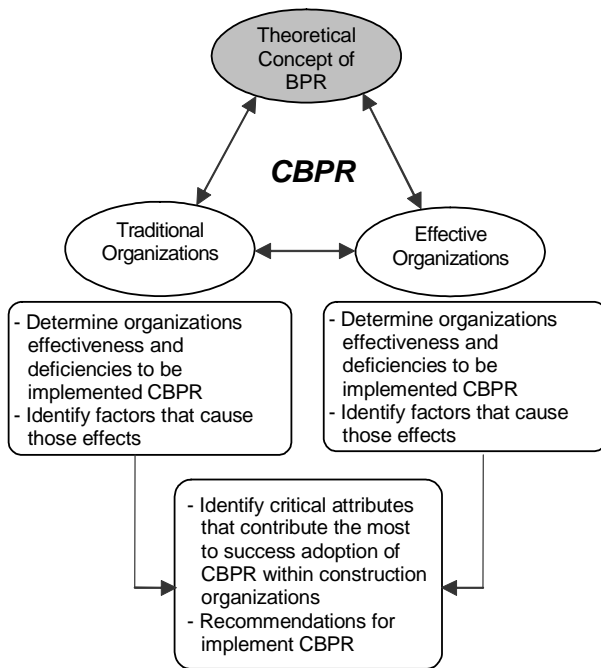 Theoretical
Concept of
BPR
CBPR
Traditional
Organizations
Effective
Organizations
- Determine organizations
effectiveness and
deficiencies to be
implemented CBPR
- Identify factors that cause
those effects
- Determine organizations
effectiveness and
deficiencies to be
implemented CBPR
- Identify factors that cause
those effects
- Identify critical attributes
that contribute the most
to success adoption of
CBPR within construction
organizations
- Recommendations for
implement CBPR